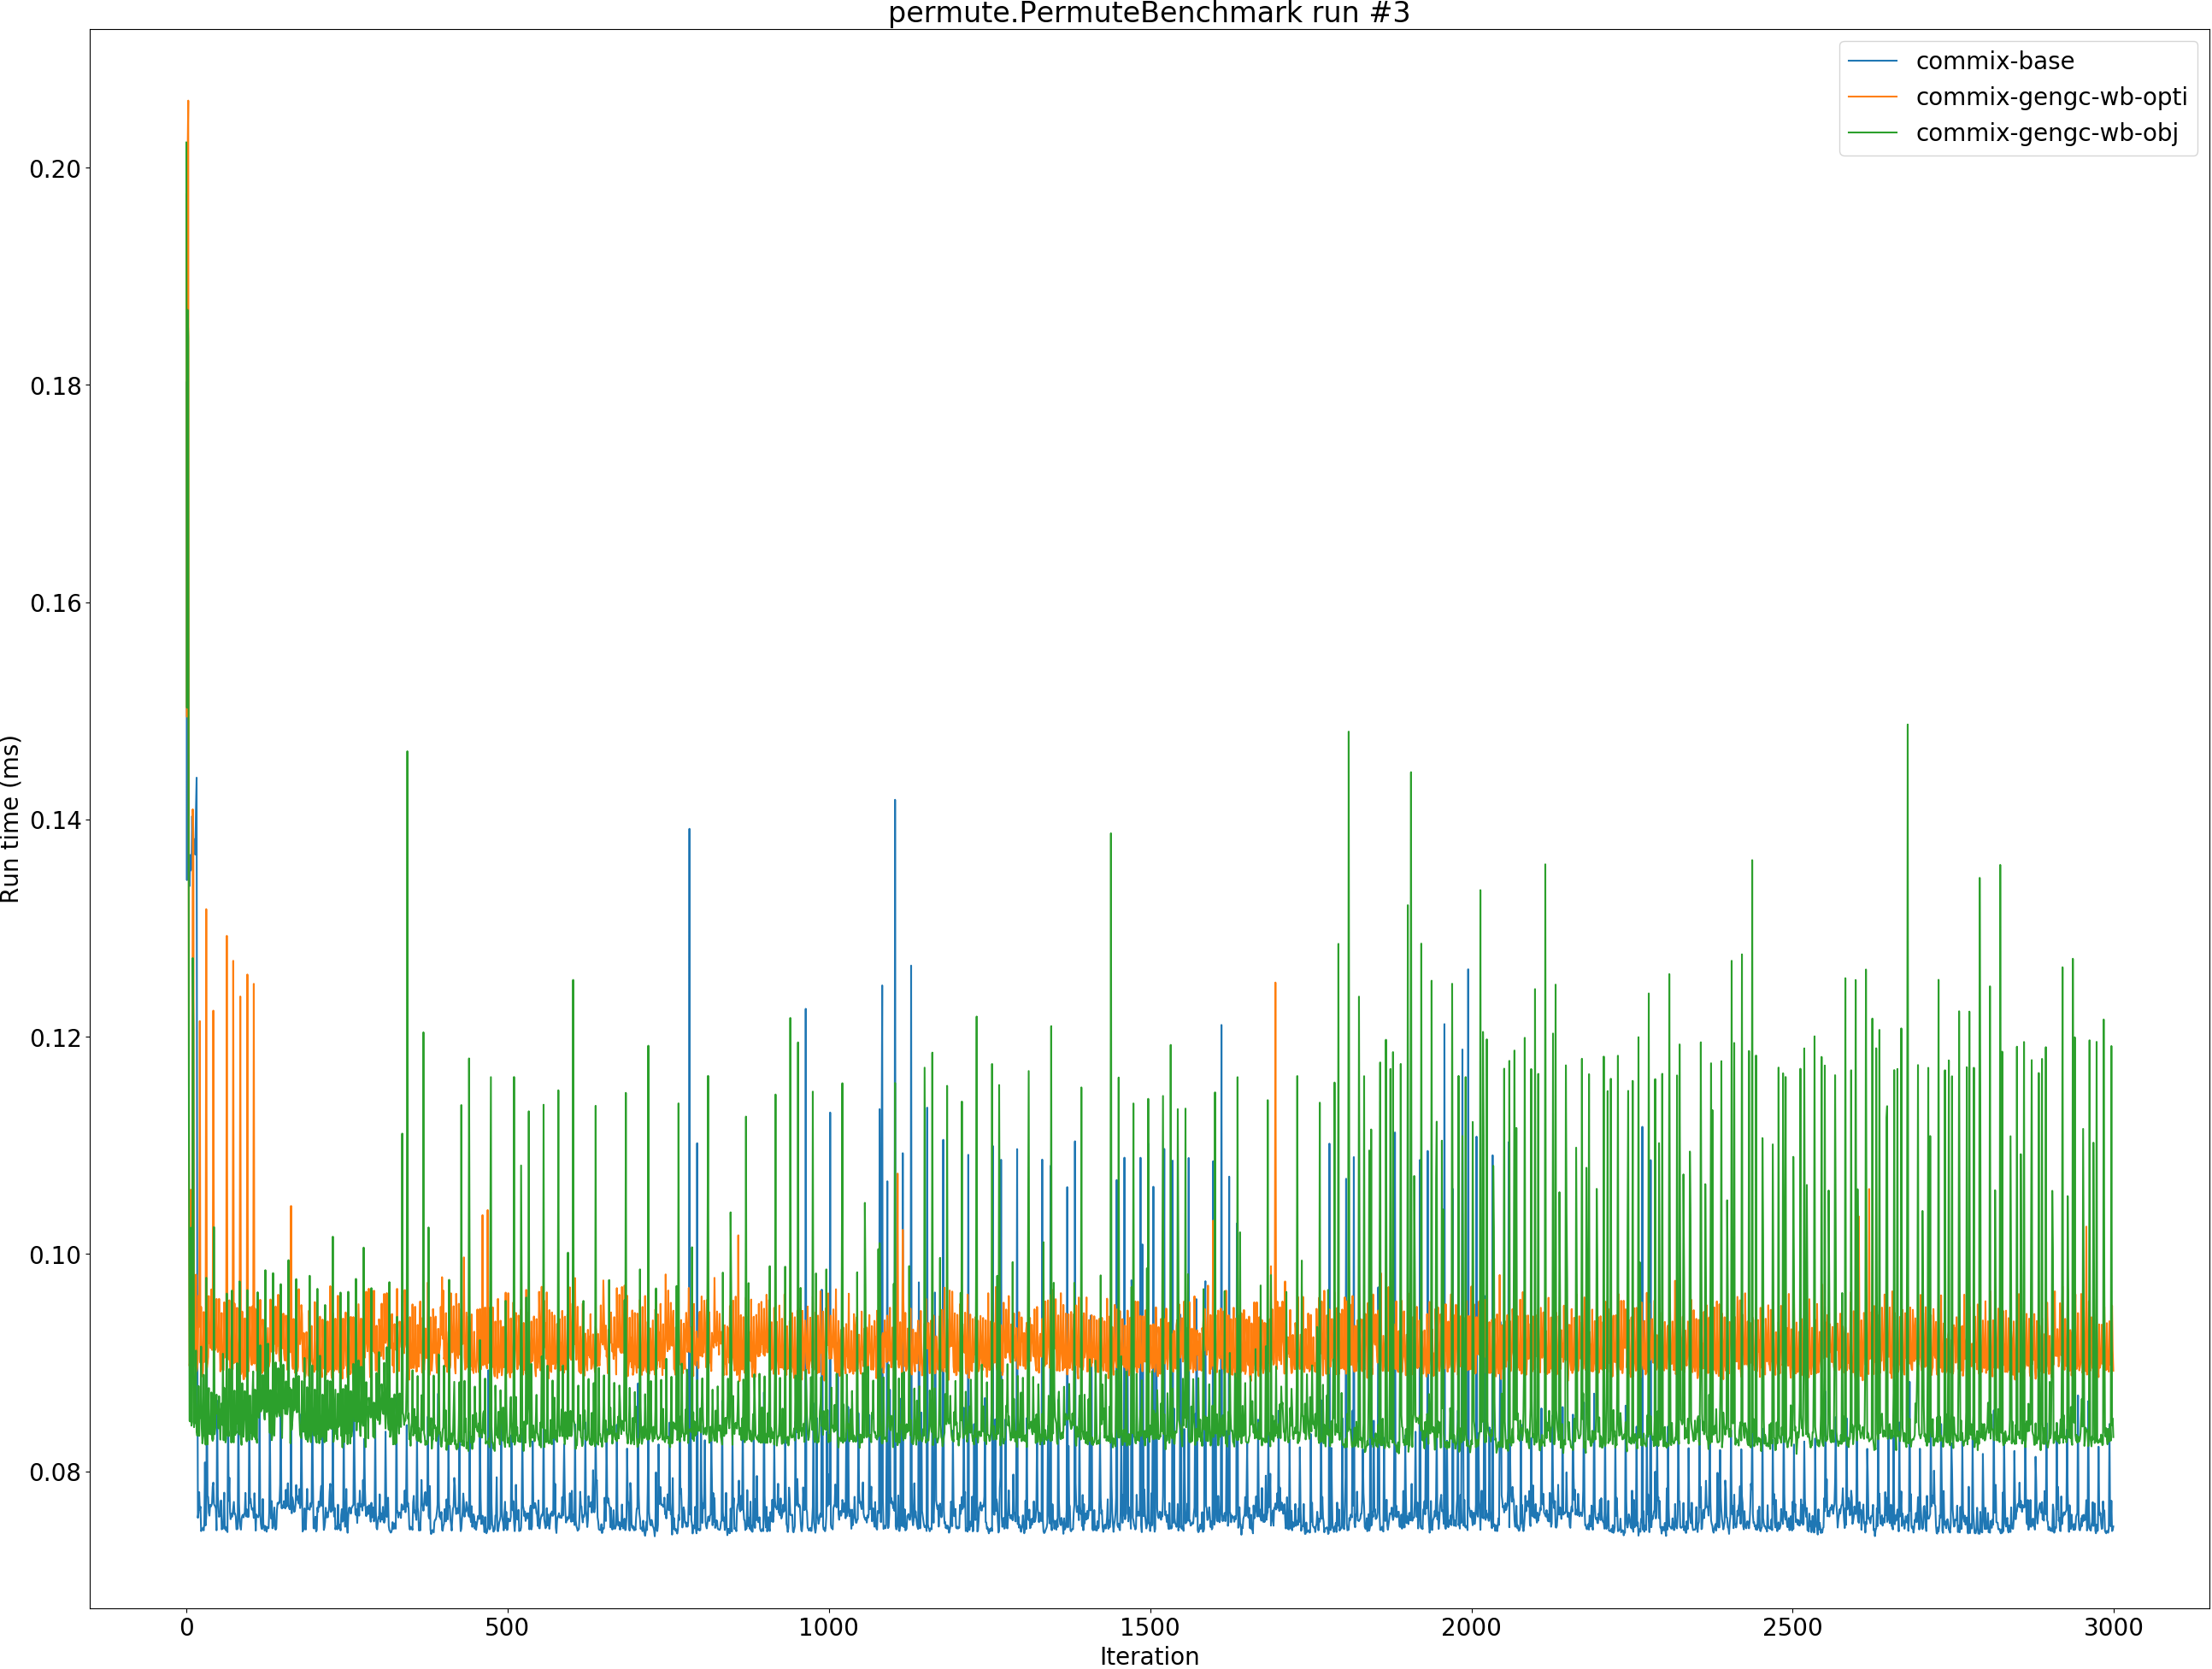 permute.PermuteBenchmark run #3
commix-base
commix-gengc-wb-opti
commix-gengc-wb-obj
Run time (ms)
0.20
0.18
0.16
0.14
0.12
0.10
0.08
0 500 1000 1500 2000 2500 3000
Iteration